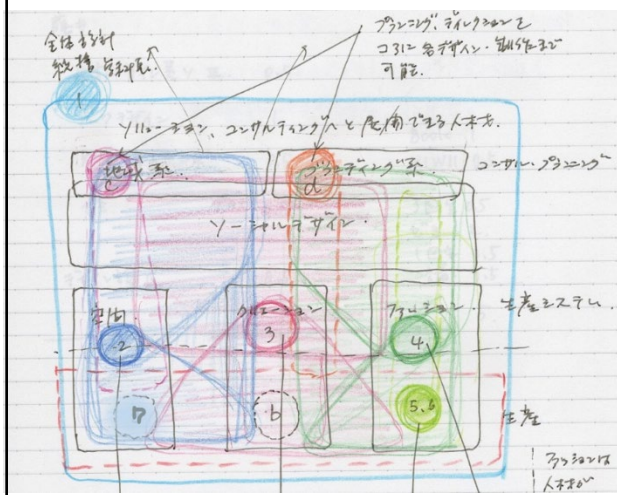 全体設計
統括
プランニング、ディレクションを
コアに各デザイン・制作まで
可能.
1
ソリューション、コンサルティングへと展開できる人材.
地域系.
c
ブランディング系.
d
コンサル、プランニング
ソーシャルデザイン.
空間.
2
クリエーション
3
ファッション
4
生産システム.
7
6
5,6
生産
ファッションは
人材が